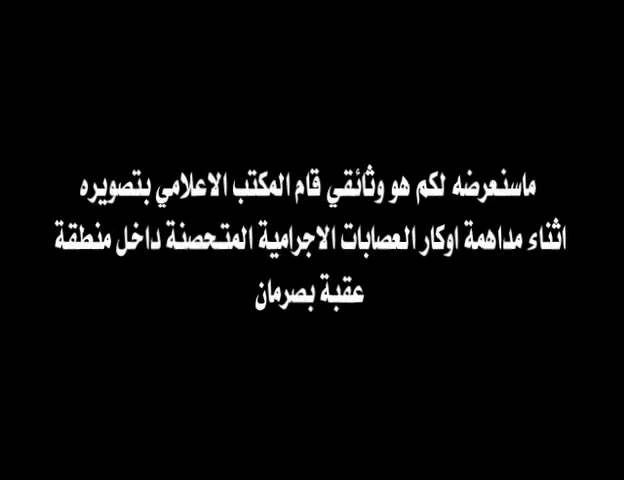 ماسنعرضه لكم هو وثائقي قام المكتب الاعلامي بتصويره
اثناء مداهمة اوكار العصابات الاجرامية المتحصنة داخل منطقة
عقبة بصرمان